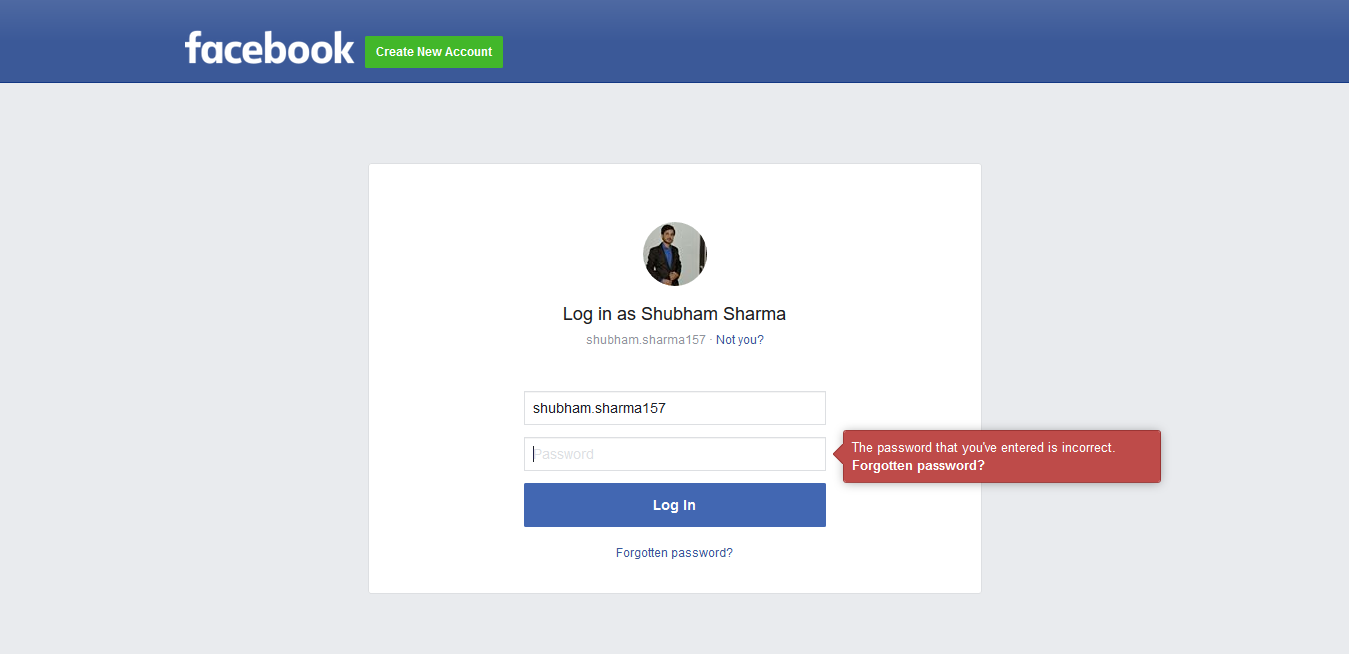 facebook Create New Account
Log in as Shubham Sharma
shubham.sharma157 · Not you?
shubham.sharma157
Password
The password that you've entered is incorrect.
Forgotten password?
Log In
Forgotten password?